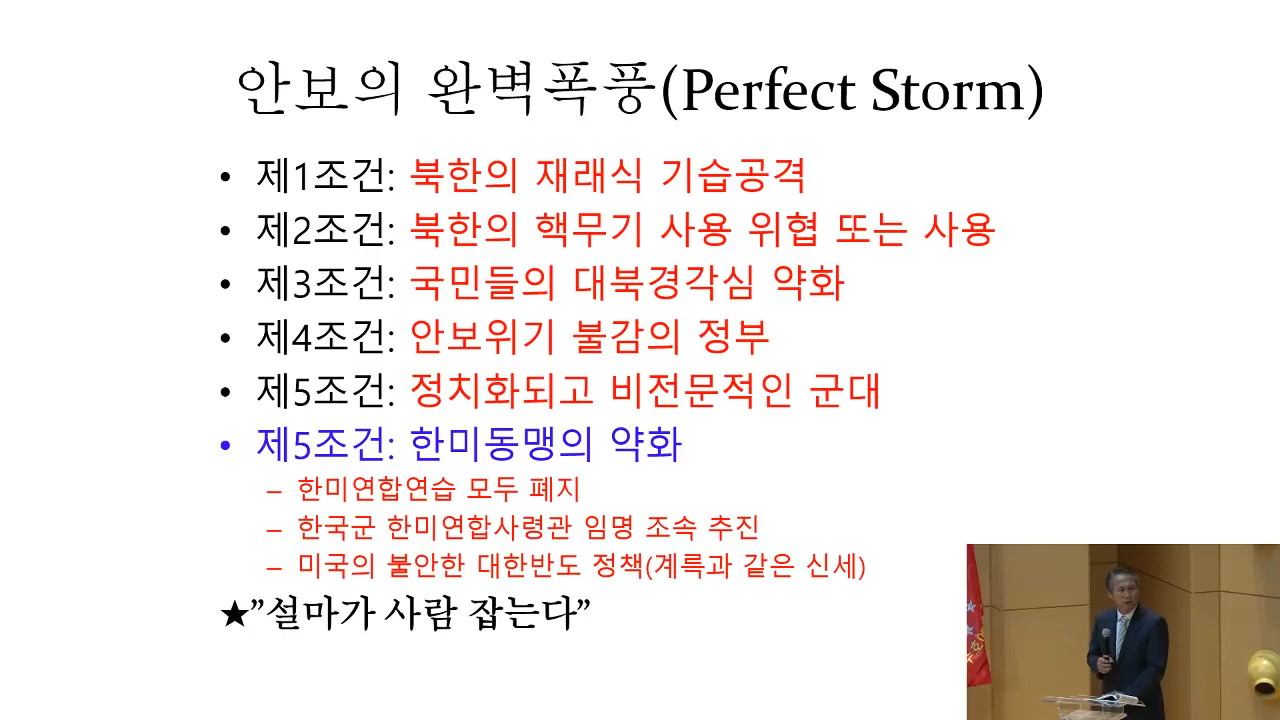 안보의 완벽폭풍(Perfect Storm)
• 제1조건: 북한의 재래식 기습공격
• 제2조건: 북한의 핵무기 사용 위협 또는 사용
• 제3조건: 국민들의 대북경각심 약화
• 제4조건: 안보위기 불감의 정부
• 제5조건: 정치화되고 비전문적인 군대
• 제5조건: 한미동맹의 약화
– 한미연합연습 모두 폐지
– 한국군 한미연합사령관 임명 조속 추진
– 미국의 불안한 대한반도 정책(계륵과 같은 신세)
★”설마가 사람 잡는다”